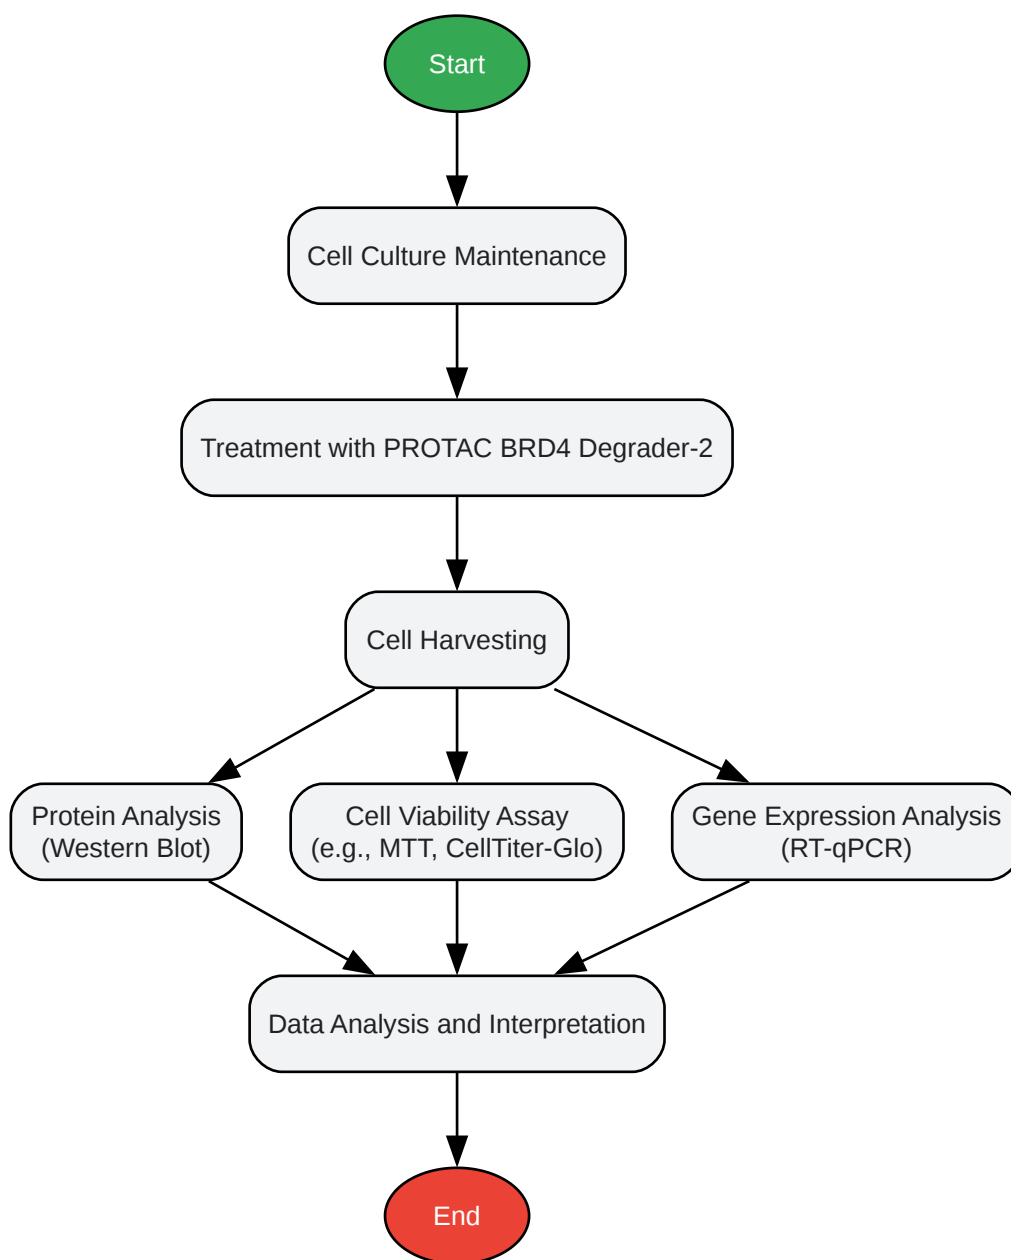 Start
Cell Culture Maintenance
Treatment with PROTAC BRD4 Degrader-2
Cell Harvesting
Protein Analysis
(Western Blot)
Cell Viability Assay
(e.g., MTT, CellTiter-Glo)
Gene Expression Analysis
(RT-qPCR)
Data Analysis and Interpretation
End